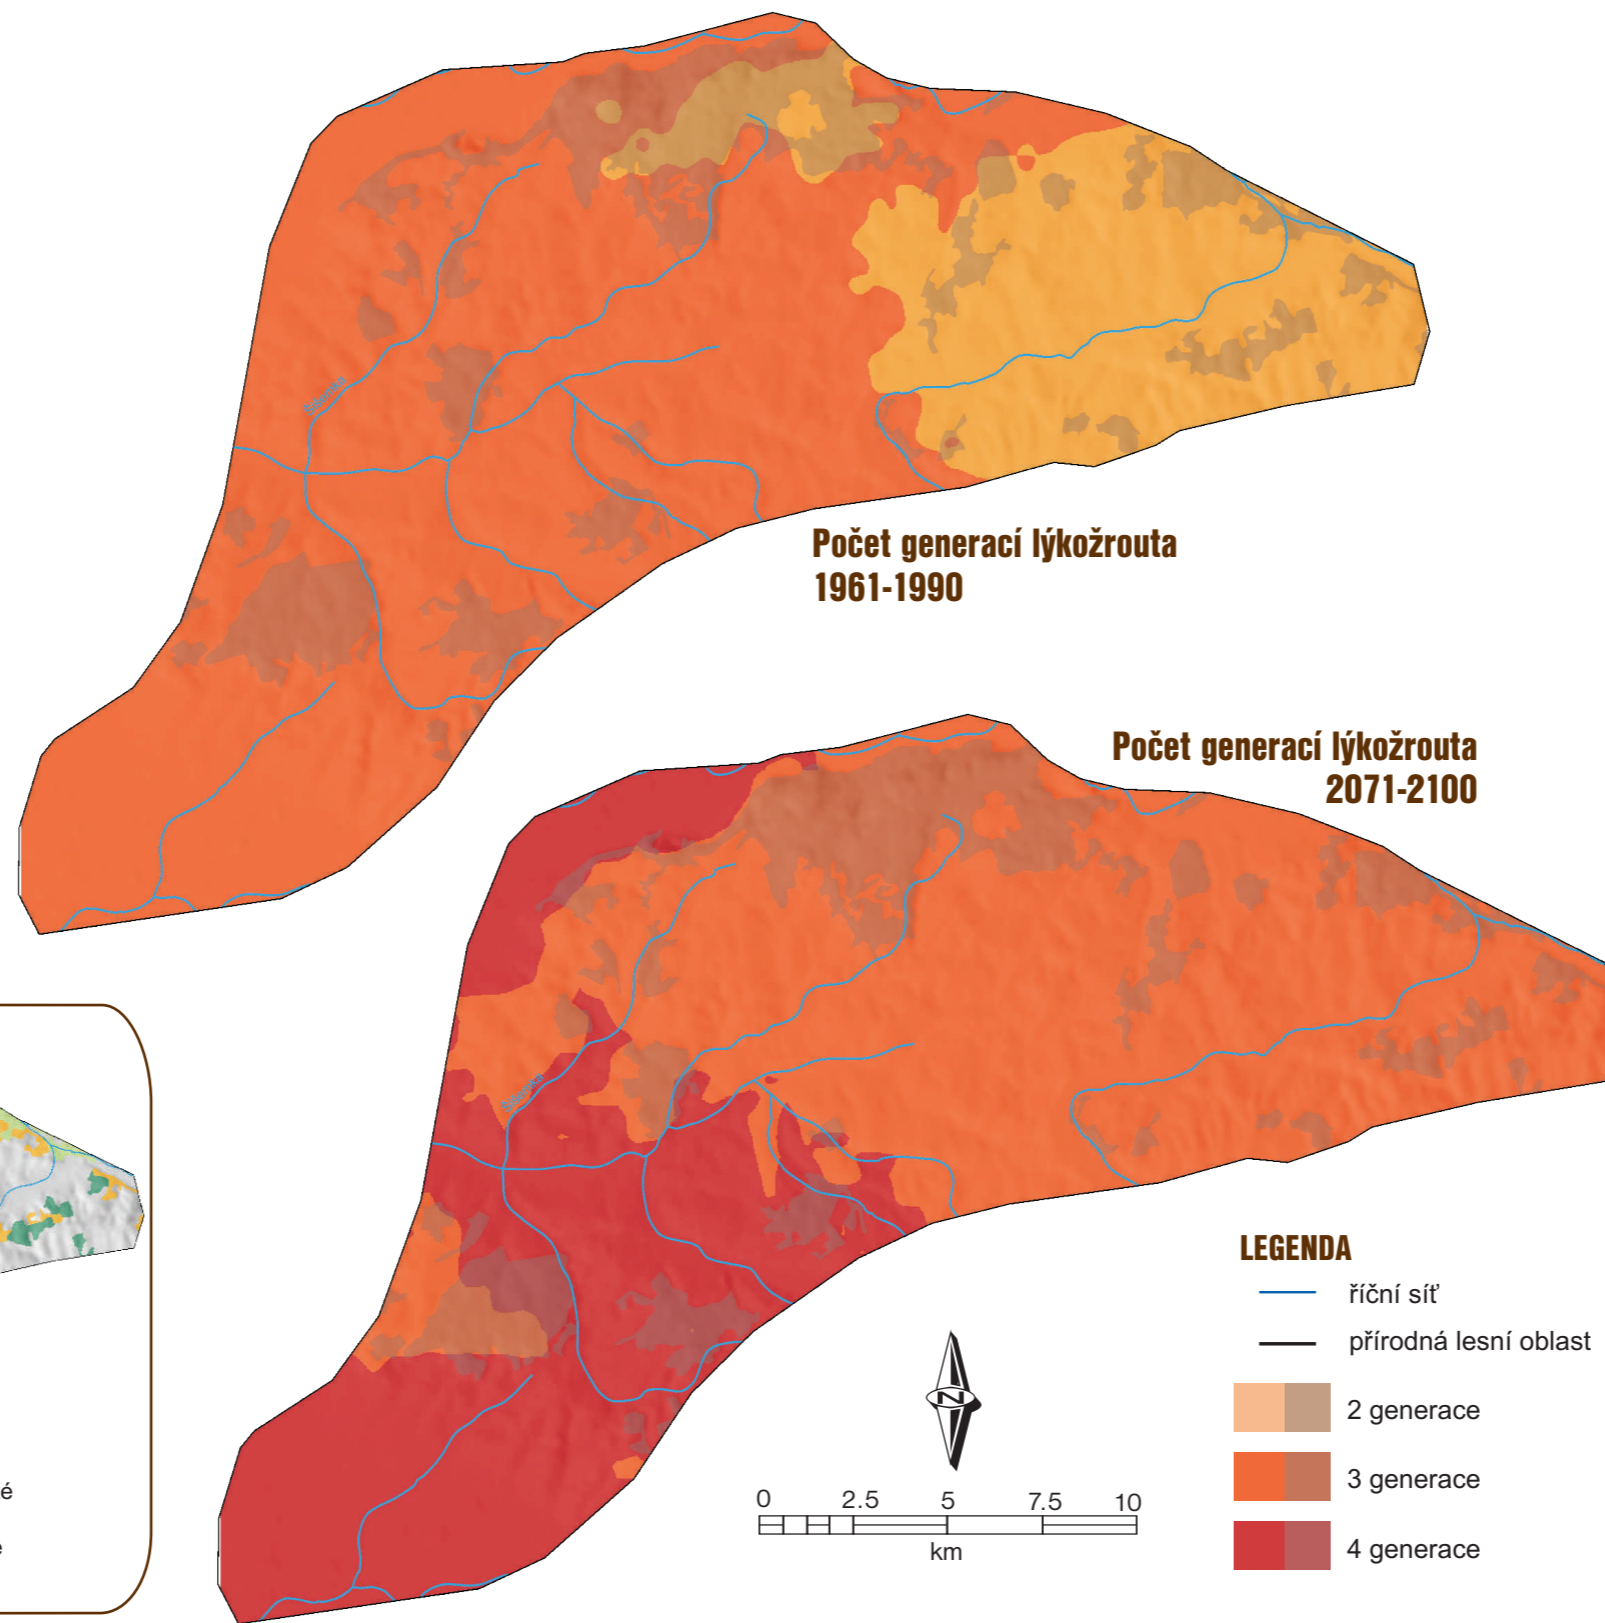 Počet generací lýkožrouta
1961-1990
Počet generací lýkožrouta
2071-2100
LEGENDA
říční síť
přírodná lesní oblast
2 generace
3 generace
4 generace
N
0 2.5 5 7.5 10
km
é